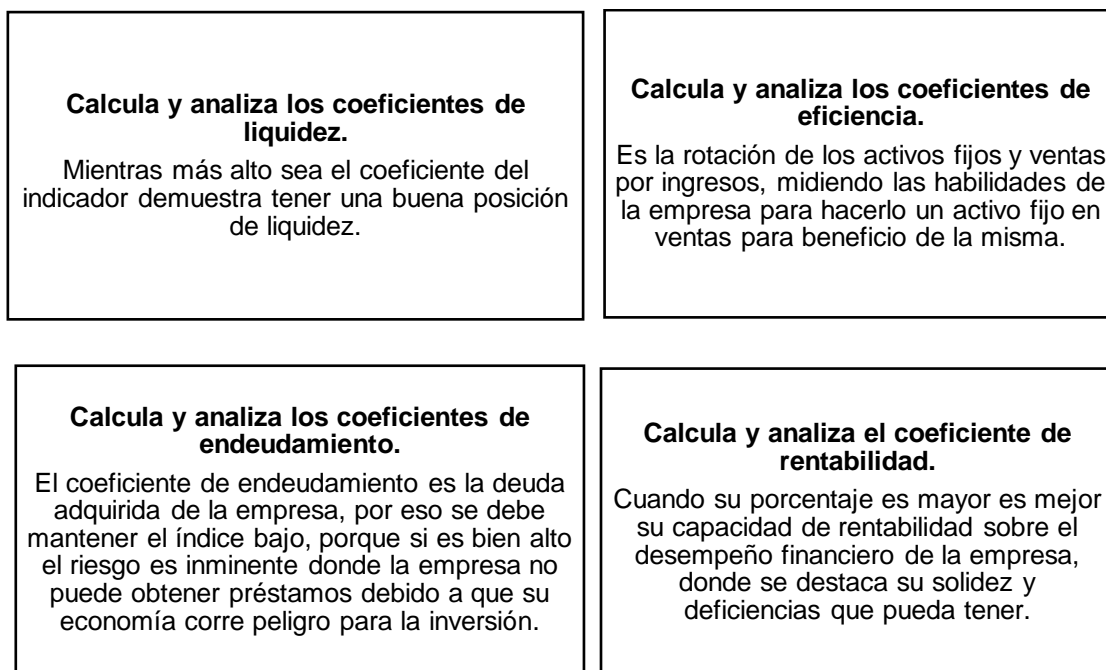 Calcula y analiza los coeficientes de
liquidez.
Mientras más alto sea el coeficiente del
indicador demuestra tener una buena posición
de liquidez.
Calcula y analiza los coeficientes de
eficiencia.
Es la rotación de los activos fijos y ventas
por ingresos, midiendo las habilidades de
la empresa para hacerlo un activo fijo en
ventas para beneficio de la misma.
Calcula y analiza los coeficientes de
endeudamiento.
El coeficiente de endeudamiento es la deuda
adquirida de la empresa, por eso se debe
mantener el índice bajo, porque si es bien alto
el riesgo es inminente donde la empresa no
puede obtener préstamos debido a que su
economía corre peligro para la inversión.
Calcula y analiza el coeficiente de
rentabilidad.
Cuando su porcentaje es mayor es mejor
su capacidad de rentabilidad sobre el
desempeño financiero de la empresa,
donde se destaca su solidez y
deficiencias que pueda tener.